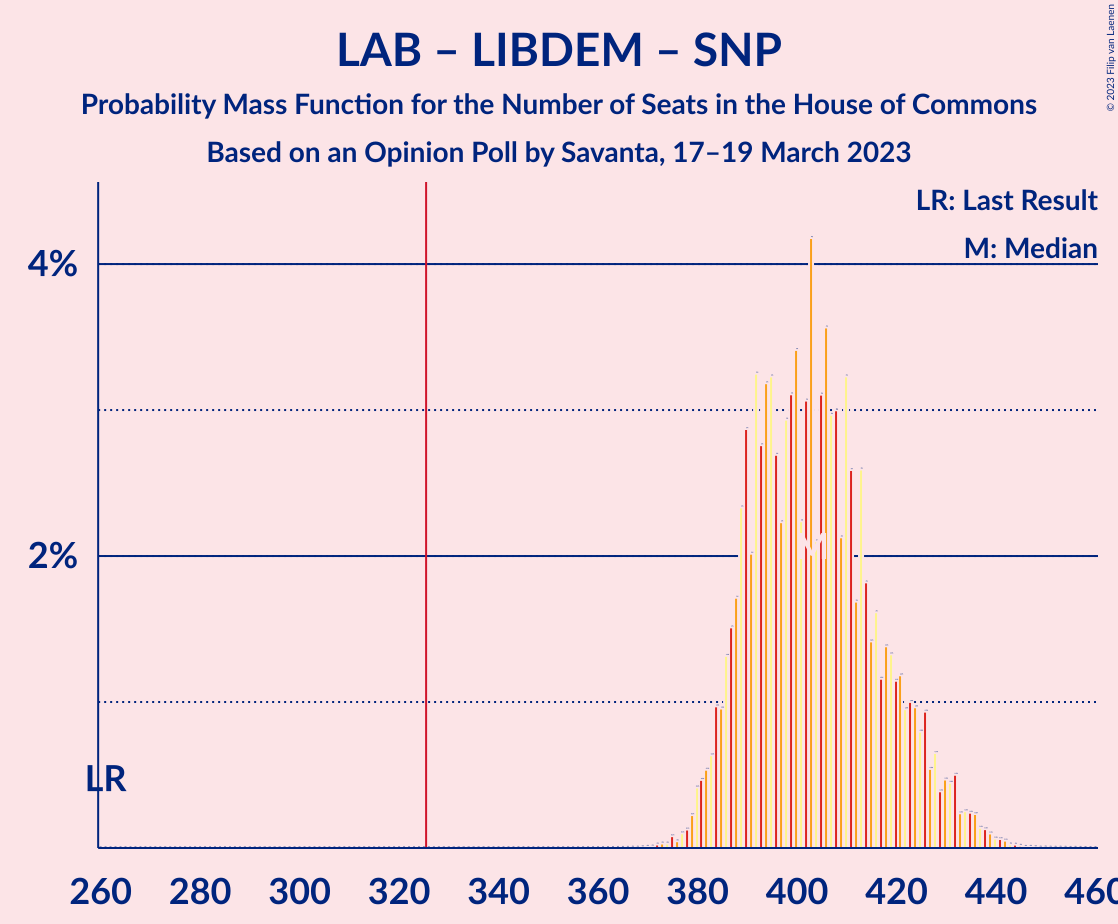 LAB – LIBDEM – SNP
Probability Mass Function for the Number of Seats in the House of Commons
Based on an Opinion Poll by Savanta, 17–19 March 2023
© 2023 Filip van Laenen
LR: Last Result
M: Median
4%
2%
LR
260 280 300 320 340 360 380 400 420 440 460